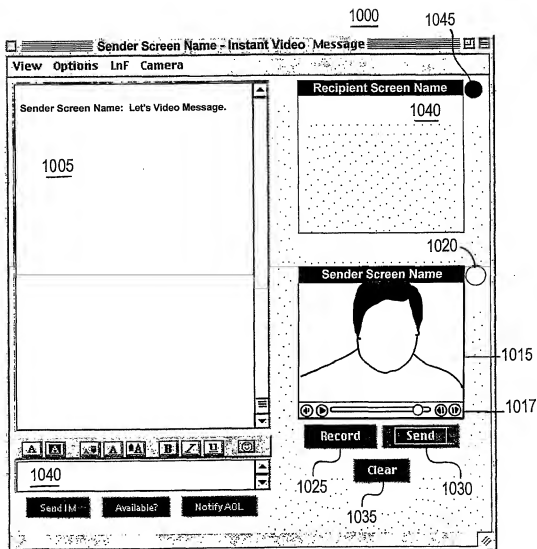 1000
1045
Sender Screen Name - Instant Video Message
View Options LnF Camera
Recipient Screen Name
1040
Sender Screen Name: Let's Video Message.
1005
1020
Sender Screen Name
1015
1017
Record Send
1025
1030
Clear
1035
A A A A A B I U
1040
Send IM Available? Notify AOL